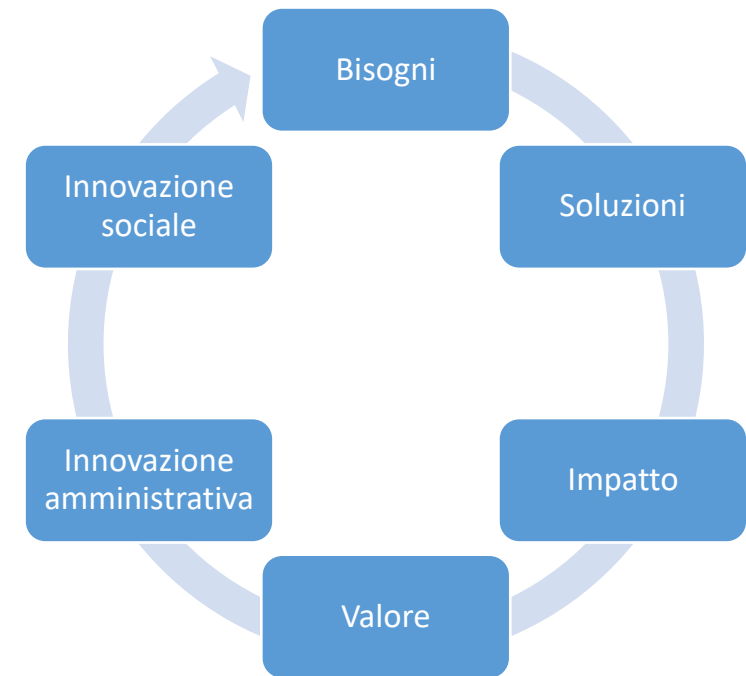 Bisogni
Soluzioni
Impatto
Valore
Innovazione
amministrativa
Innovazione
sociale